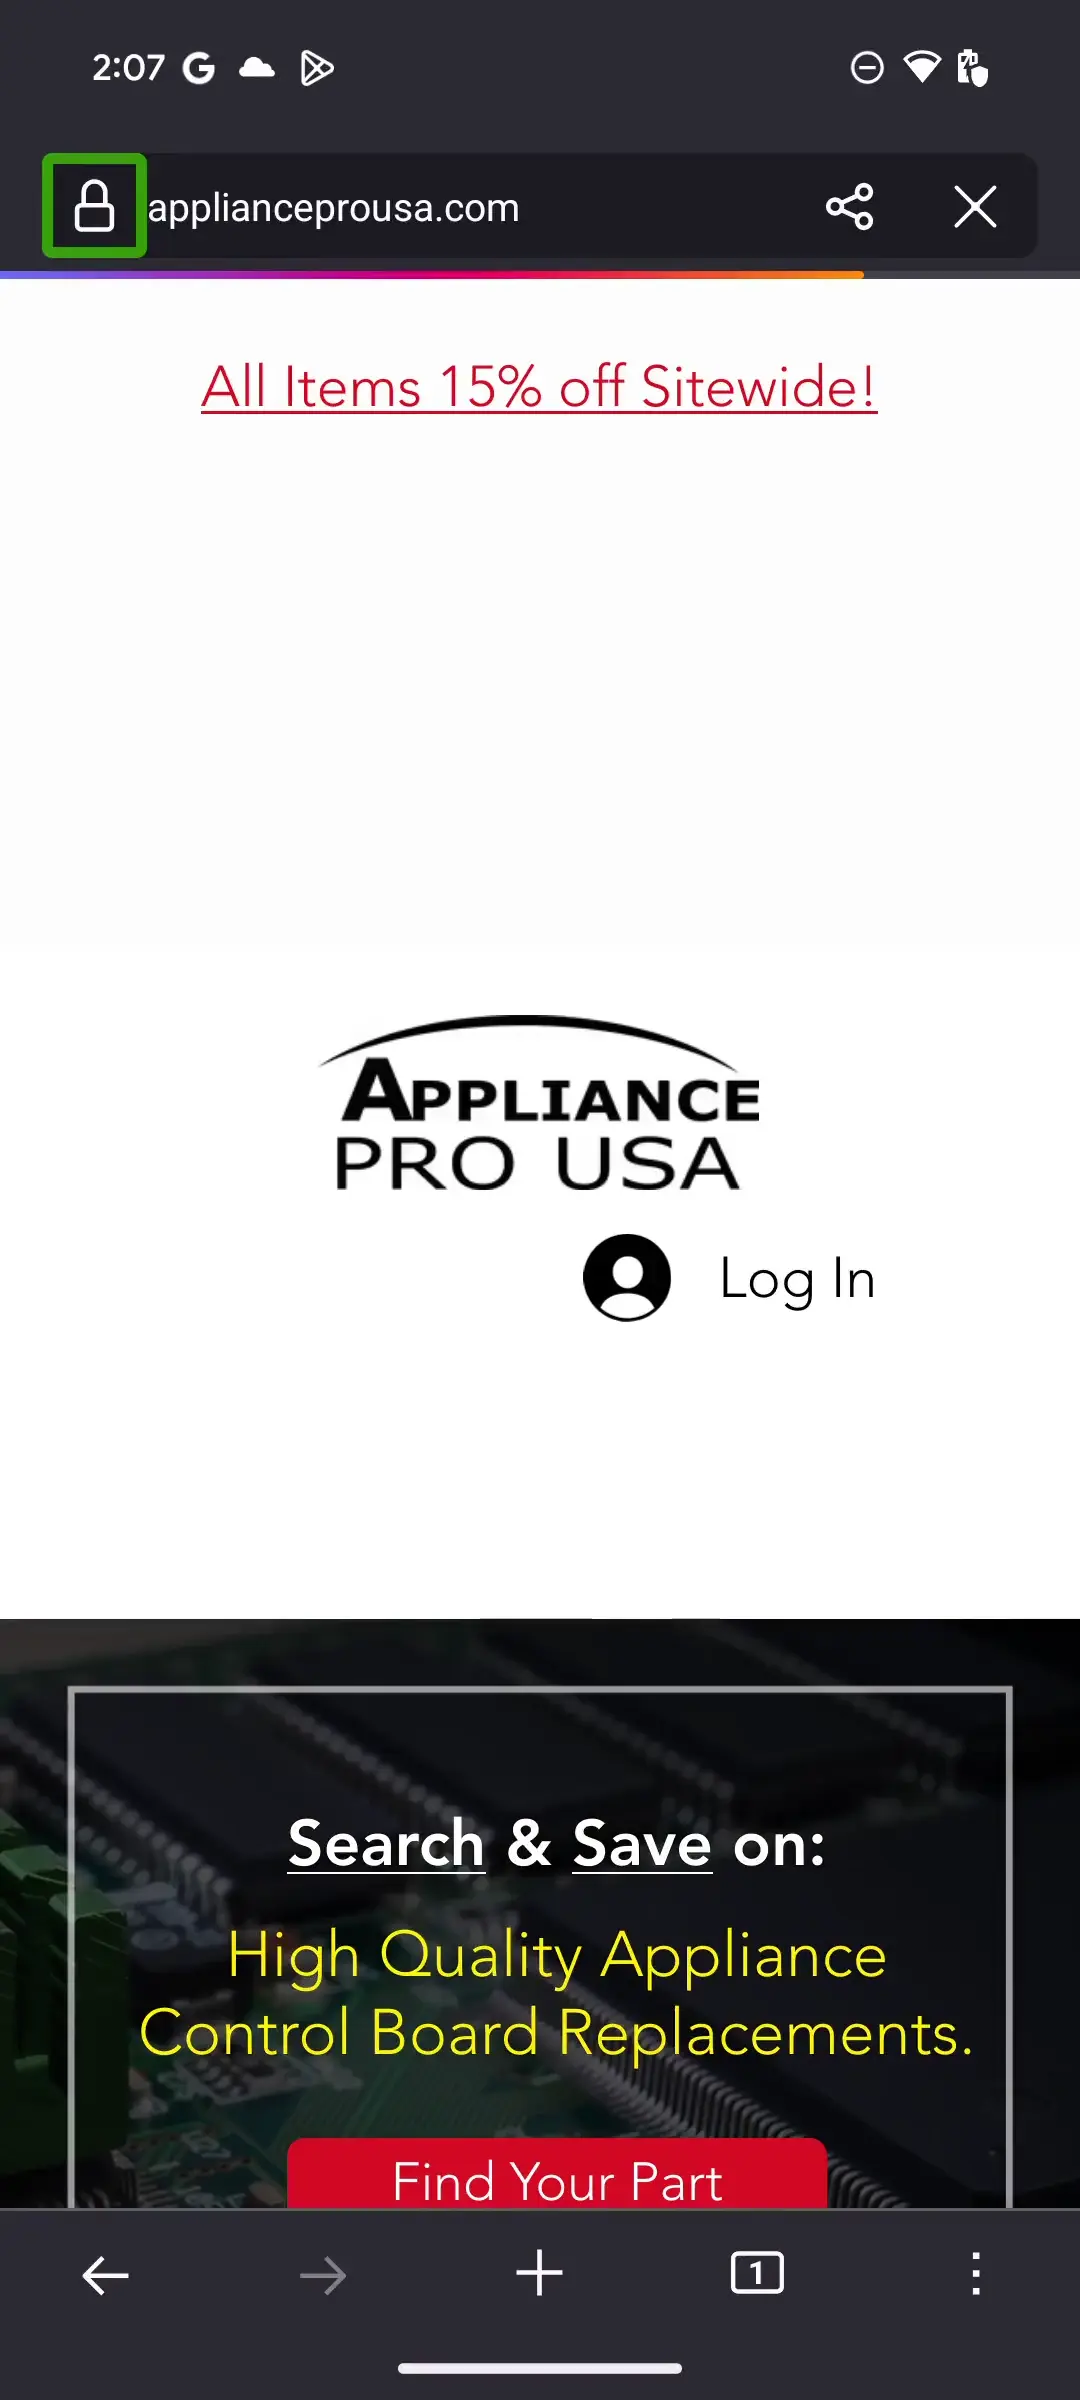 2:07
applianceprousa.com
All Items 15% off Sitewide!
APPLIANCE
PRO USA
Log In
Search & Save on:
High Quality Appliance
Control Board Replacements.
Find Your Part
1